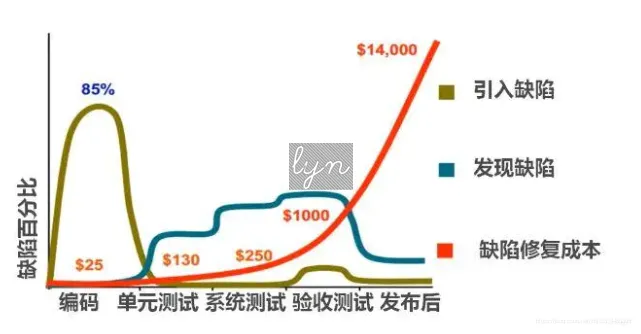 $14,000
85%
引入缺陷
发现缺陷
lyn
缺陷百分比
$1000
$25
$130
$250
缺陷修复成本
编码
单元测试
系统测试
验收测试
发布后